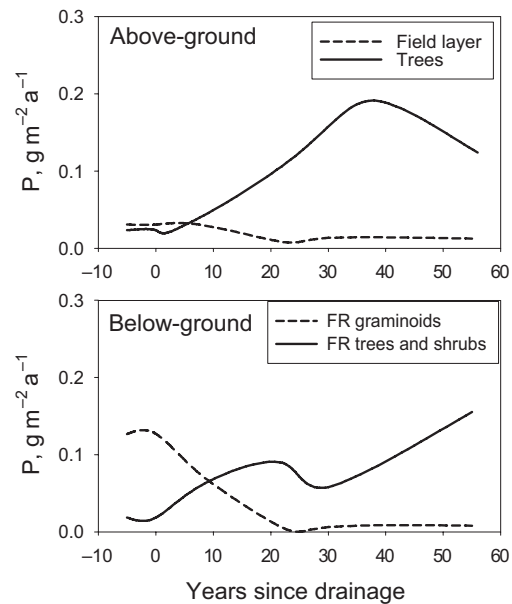 Above-ground
Field layer
Trees
P, g m⁻² a⁻¹
0.3
0.2
0.1
0.0
–10 0 10 20 30 40 50 60
Below-ground
FR graminoids
FR trees and shrubs
P, g m⁻² a⁻¹
0.3
0.2
0.1
0.0
–10 0 10 20 30 40 50 60
Years since drainage